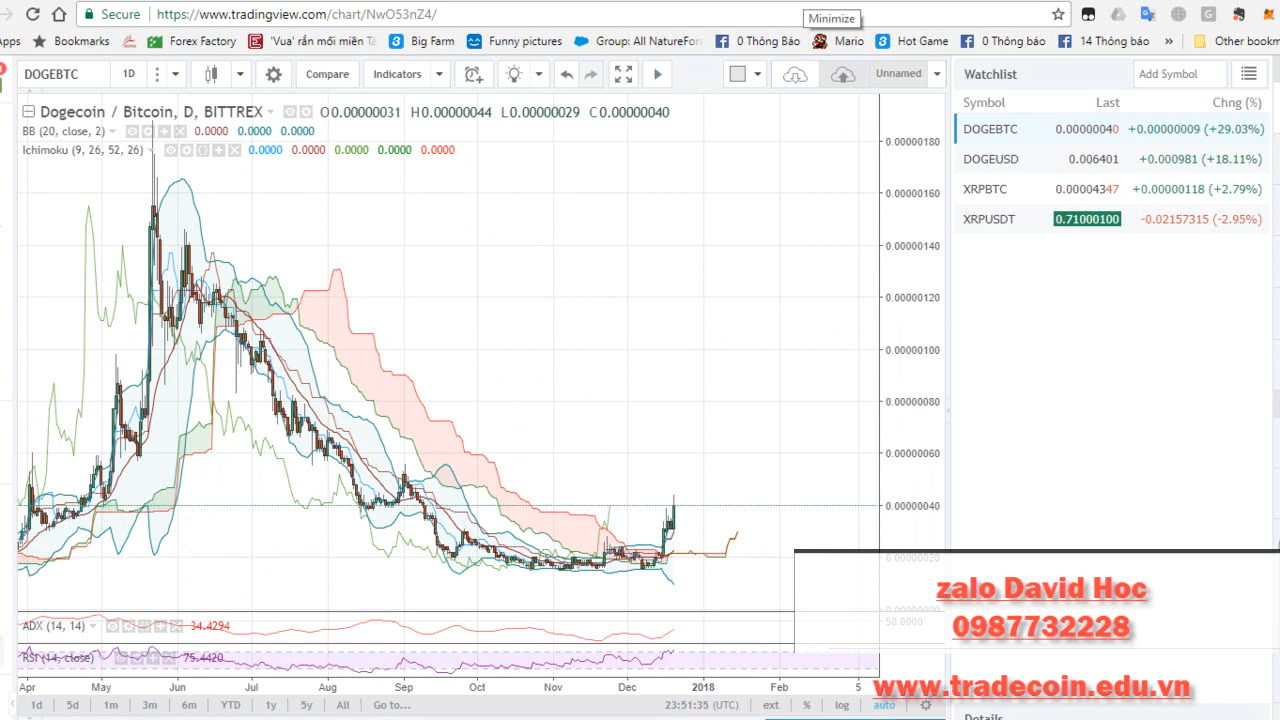 Secure https://www.tradingview.com/chart/NwO53nZ4/
Minimize
Apps Bookmarks Forex Factory 'Vua' rắn mối miền Tâ Big Farm Funny pictures Group: All NatureFor 0 Thông Báo Mario Hot Game 0 Thông báo 14 Thông báo » Other bookm
DOGEBTC 1D Compare Indicators Unnamed
Watchlist Add Symbol
Dogecoin / Bitcoin, D, BITTREX O0.00000031 H0.00000044 L0.00000029 C0.00000040
BB (20, close, 2) 0.0000 0.0000 0.0000
Ichimoku (9, 26, 52, 26) 0.0000 0.0000 0.0000 0.0000 0.0000
Symbol Last Chng (%)
DOGEBTC 0.00000040 +0.00000009 (+29.03%)
DOGEUSD 0.006401 +0.000981 (+18.11%)
XRPBTC 0.00004347 +0.00000118 (+2.79%)
XRPUSDT 0.71000100 -0.02157315 (-2.95%)
0.00000180
0.00000160
0.00000140
0.00000120
0.00000100
0.00000080
0.00000060
0.00000040
0.00000020
0.00000000
zalo David Hoc
0987732228
ADX (14, 14) 34.4294
50.0000
RSI (14, close) 75.4420
Apr May Jun Jul Aug Sep Oct Nov Dec 2018 Feb 5
www.tradecoin.edu.vn
1d 5d 1m 3m 6m YTD 1y 5y All Go to... 23:51:35 (UTC) ext % log auto
Details